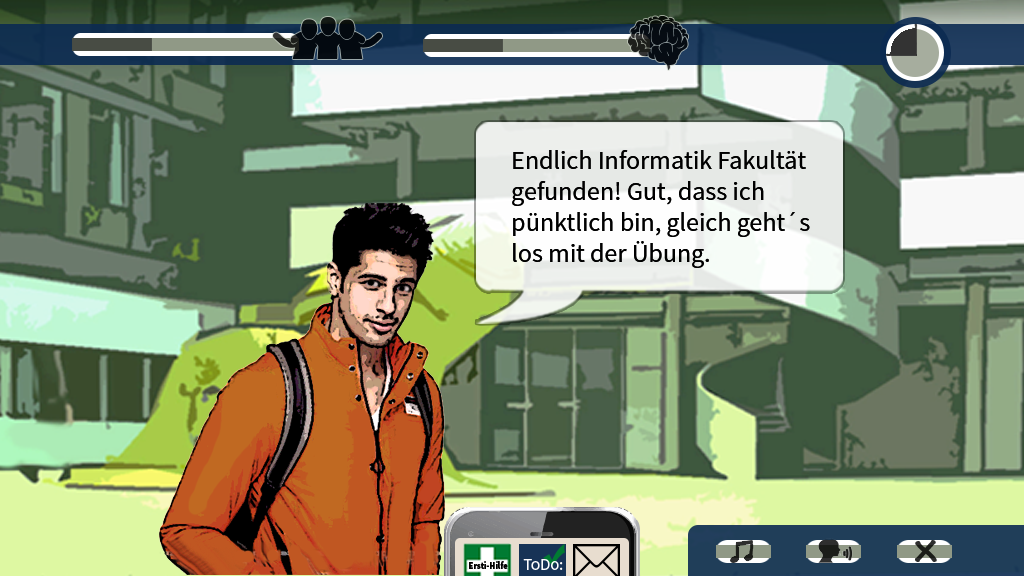 Endlich Informatik Fakultät
gefunden! Gut, dass ich
pünktlich bin, gleich geht´s
los mit der Übung.
Ersti-Hilfe
ToDo: